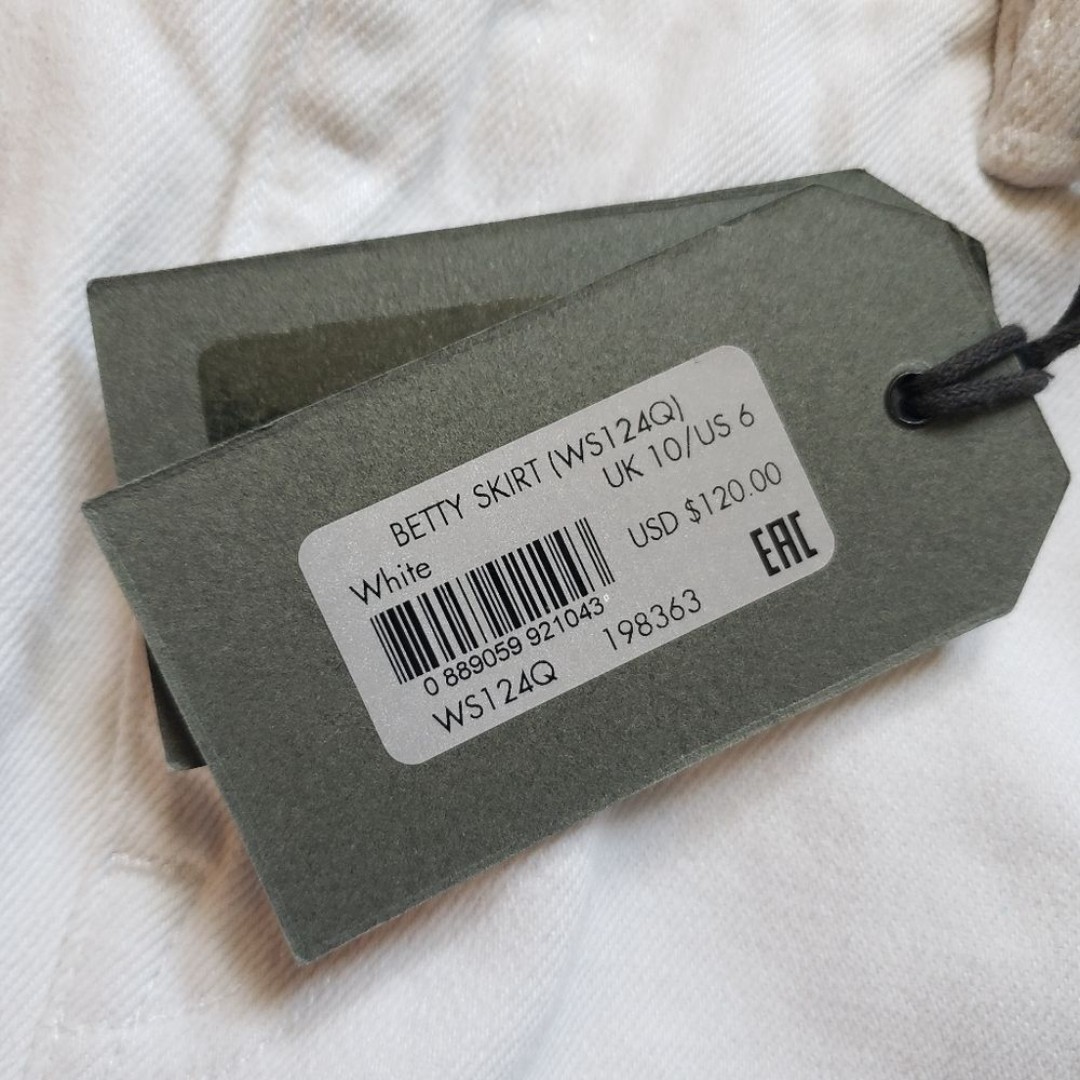 BETTY SKIRT (WS124Q)
UK 10/US 6
White
USD $120.00
EAC
0 889059 921043
WS124Q
198363